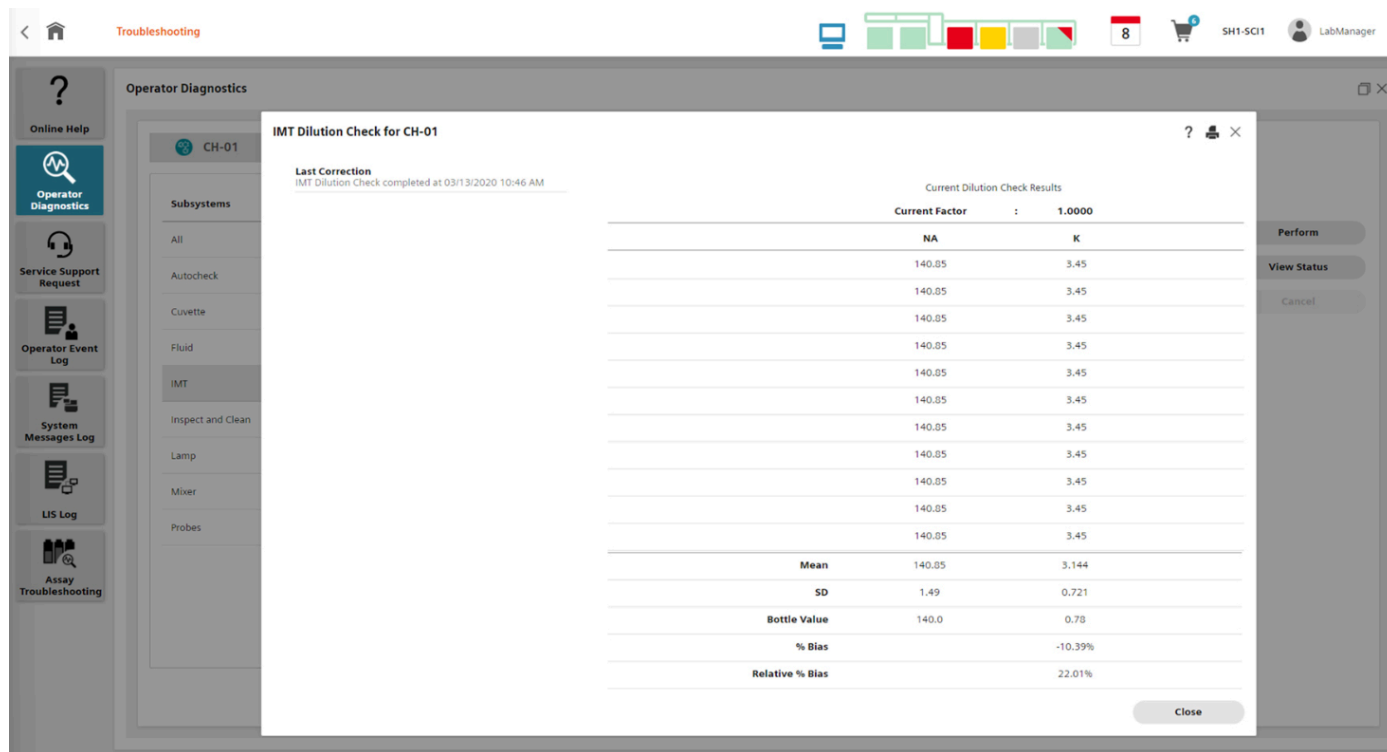 Troubleshooting
8
6
SH1-SCI1
LabManager
?
Online Help
Operator Diagnostics
Operator
Diagnostics
Service Support
Request
Operator Event
Log
System
Messages Log
LIS Log
Assay
Troubleshooting
CH-01
Subsystems
All
Autocheck
Cuvette
Fluid
IMT
Inspect and Clean
Lamp
Mixer
Probes
IMT Dilution Check for CH-01
?
Last Correction
IMT Dilution Check completed at 03/13/2020 10:46 AM
Current Dilution Check Results
Current Factor : 1.0000
NA K
140.85 3.45
140.85 3.45
140.85 3.45
140.85 3.45
140.85 3.45
140.85 3.45
140.85 3.45
140.85 3.45
140.85 3.45
140.85 3.45
140.85 3.45
Mean 140.85 3.144
SD 1.49 0.721
Bottle Value 140.0 0.78
% Bias -10.39%
Relative % Bias 22.01%
Close
Perform
View Status
Cancel